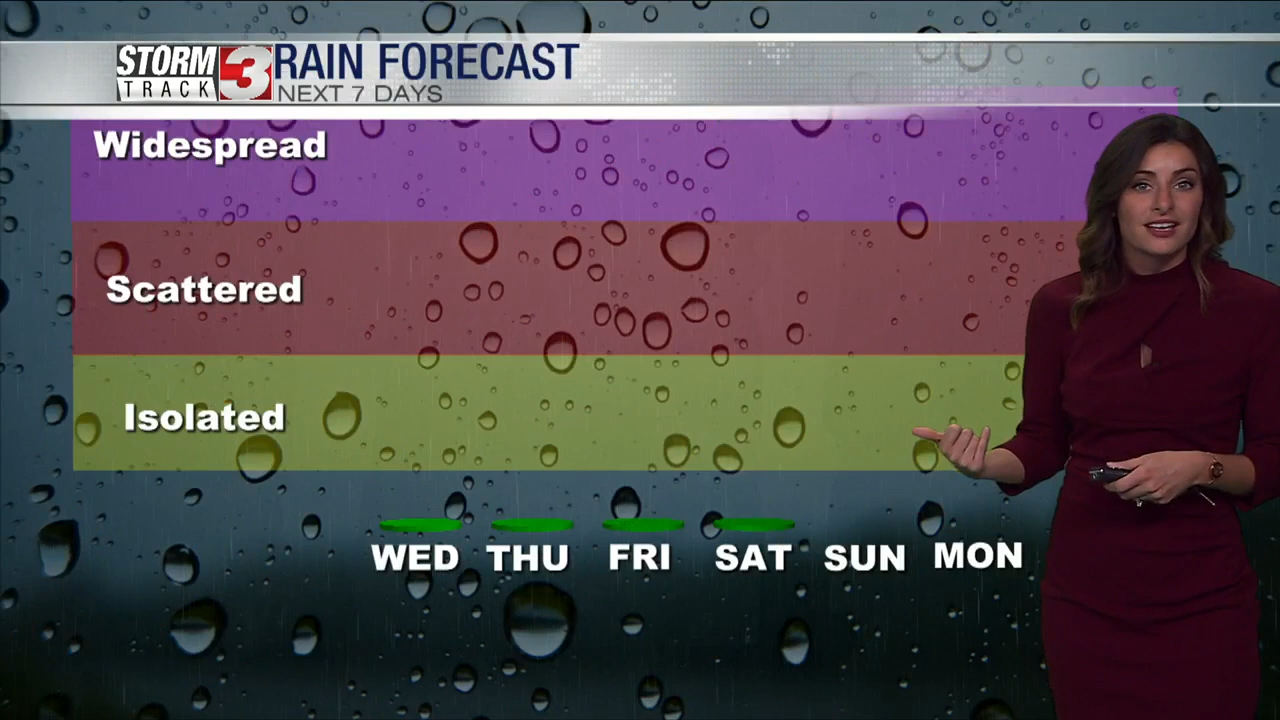 STORM
TRACK
3
RAIN FORECAST
NEXT 7 DAYS
Widespread
Scattered
Isolated
WED THU FRI SAT SUN MON